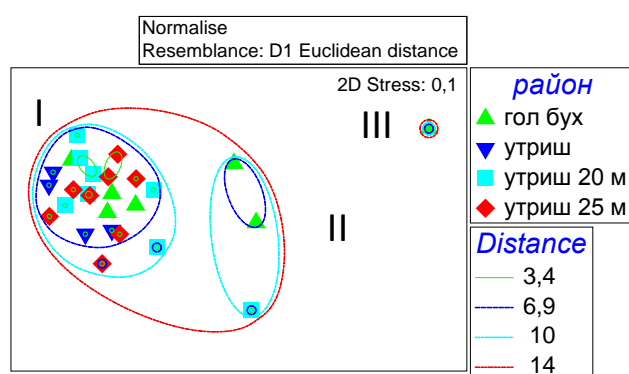 Normalise
Resemblance: D1 Euclidean distance
2D Stress: 0,1
I
III
II
район
гол бух
утриш
утриш 20 м
утриш 25 м
Distance
3,4
6,9
10
14